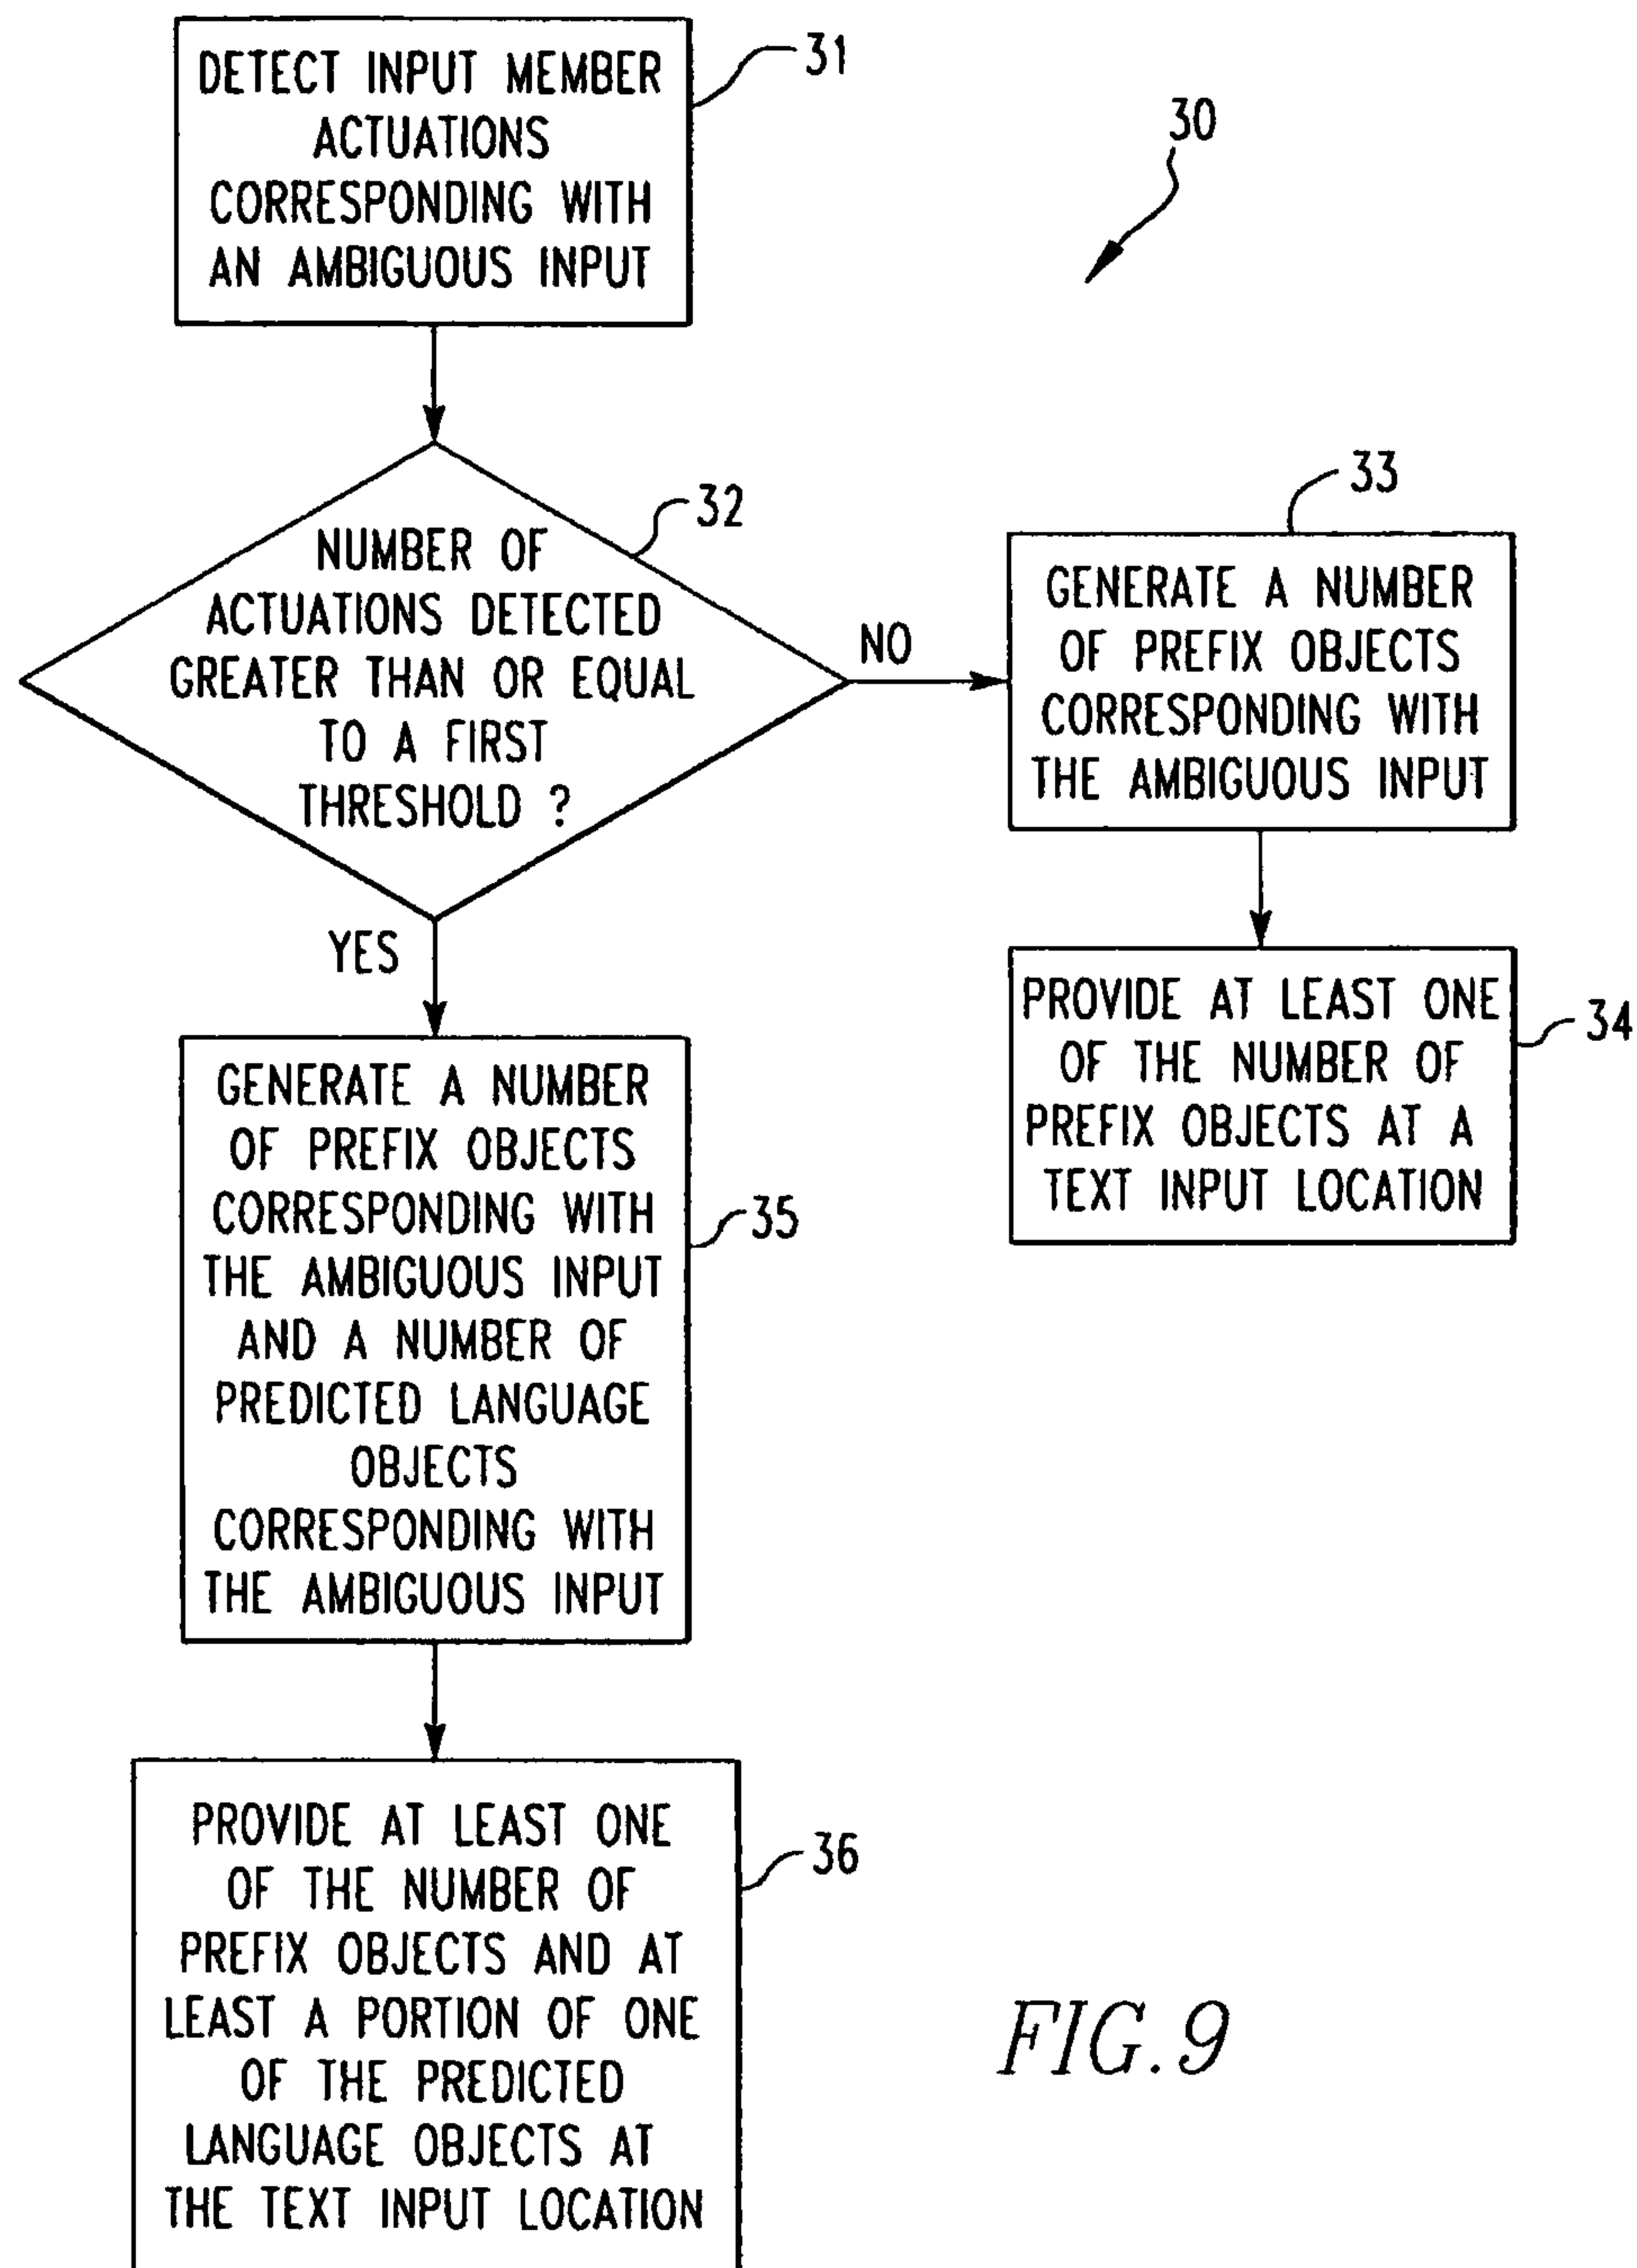 DETECT INPUT MEMBER
ACTUATIONS
CORRESPONDING WITH
AN AMBIGUOUS INPUT
31
30
NUMBER OF
ACTUATIONS DETECTED
GREATER THAN OR EQUAL
TO A FIRST
THRESHOLD ?
32
NO
33
GENERATE A NUMBER
OF PREFIX OBJECTS
CORRESPONDING WITH
THE AMBIGUOUS INPUT
PROVIDE AT LEAST ONE
OF THE NUMBER OF
PREFIX OBJECTS AT A
TEXT INPUT LOCATION
34
YES
GENERATE A NUMBER
OF PREFIX OBJECTS
CORRESPONDING WITH
THE AMBIGUOUS INPUT
AND A NUMBER OF
PREDICTED LANGUAGE
OBJECTS
CORRESPONDING WITH
THE AMBIGUOUS INPUT
35
PROVIDE AT LEAST ONE
OF THE NUMBER OF
PREFIX OBJECTS AND AT
LEAST A PORTION OF ONE
OF THE PREDICTED
LANGUAGE OBJECTS AT
THE TEXT INPUT LOCATION
36
FIG. 9